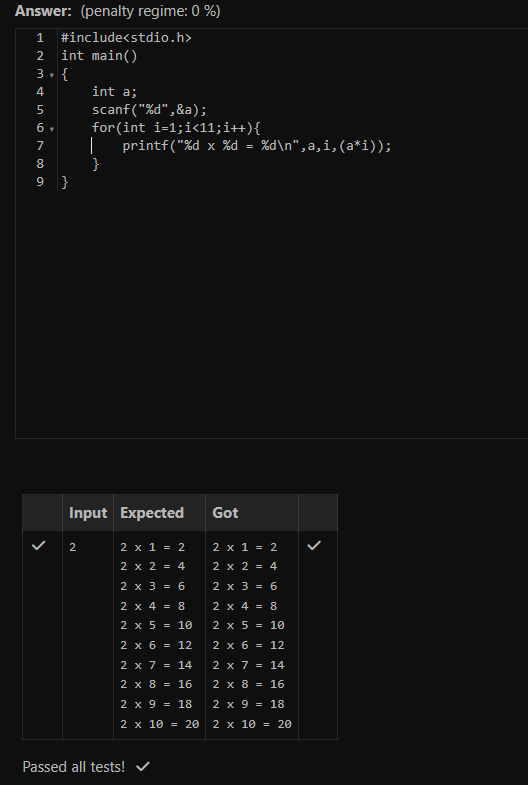 Answer: (penalty regime: 0 %)
1 #include<stdio.h>
2 int main()
3 {
4     int a;
5     scanf("%d",&a);
6     for(int i=1;i<11;i++){
7         printf("%d x %d = %d\n",a,i,(a*i));
8     }
9 }
Input Expected Got
2 2 x 1 = 2 2 x 1 = 2
2 x 2 = 4 2 x 2 = 4
2 x 3 = 6 2 x 3 = 6
2 x 4 = 8 2 x 4 = 8
2 x 5 = 10 2 x 5 = 10
2 x 6 = 12 2 x 6 = 12
2 x 7 = 14 2 x 7 = 14
2 x 8 = 16 2 x 8 = 16
2 x 9 = 18 2 x 9 = 18
2 x 10 = 20 2 x 10 = 20
Passed all tests!